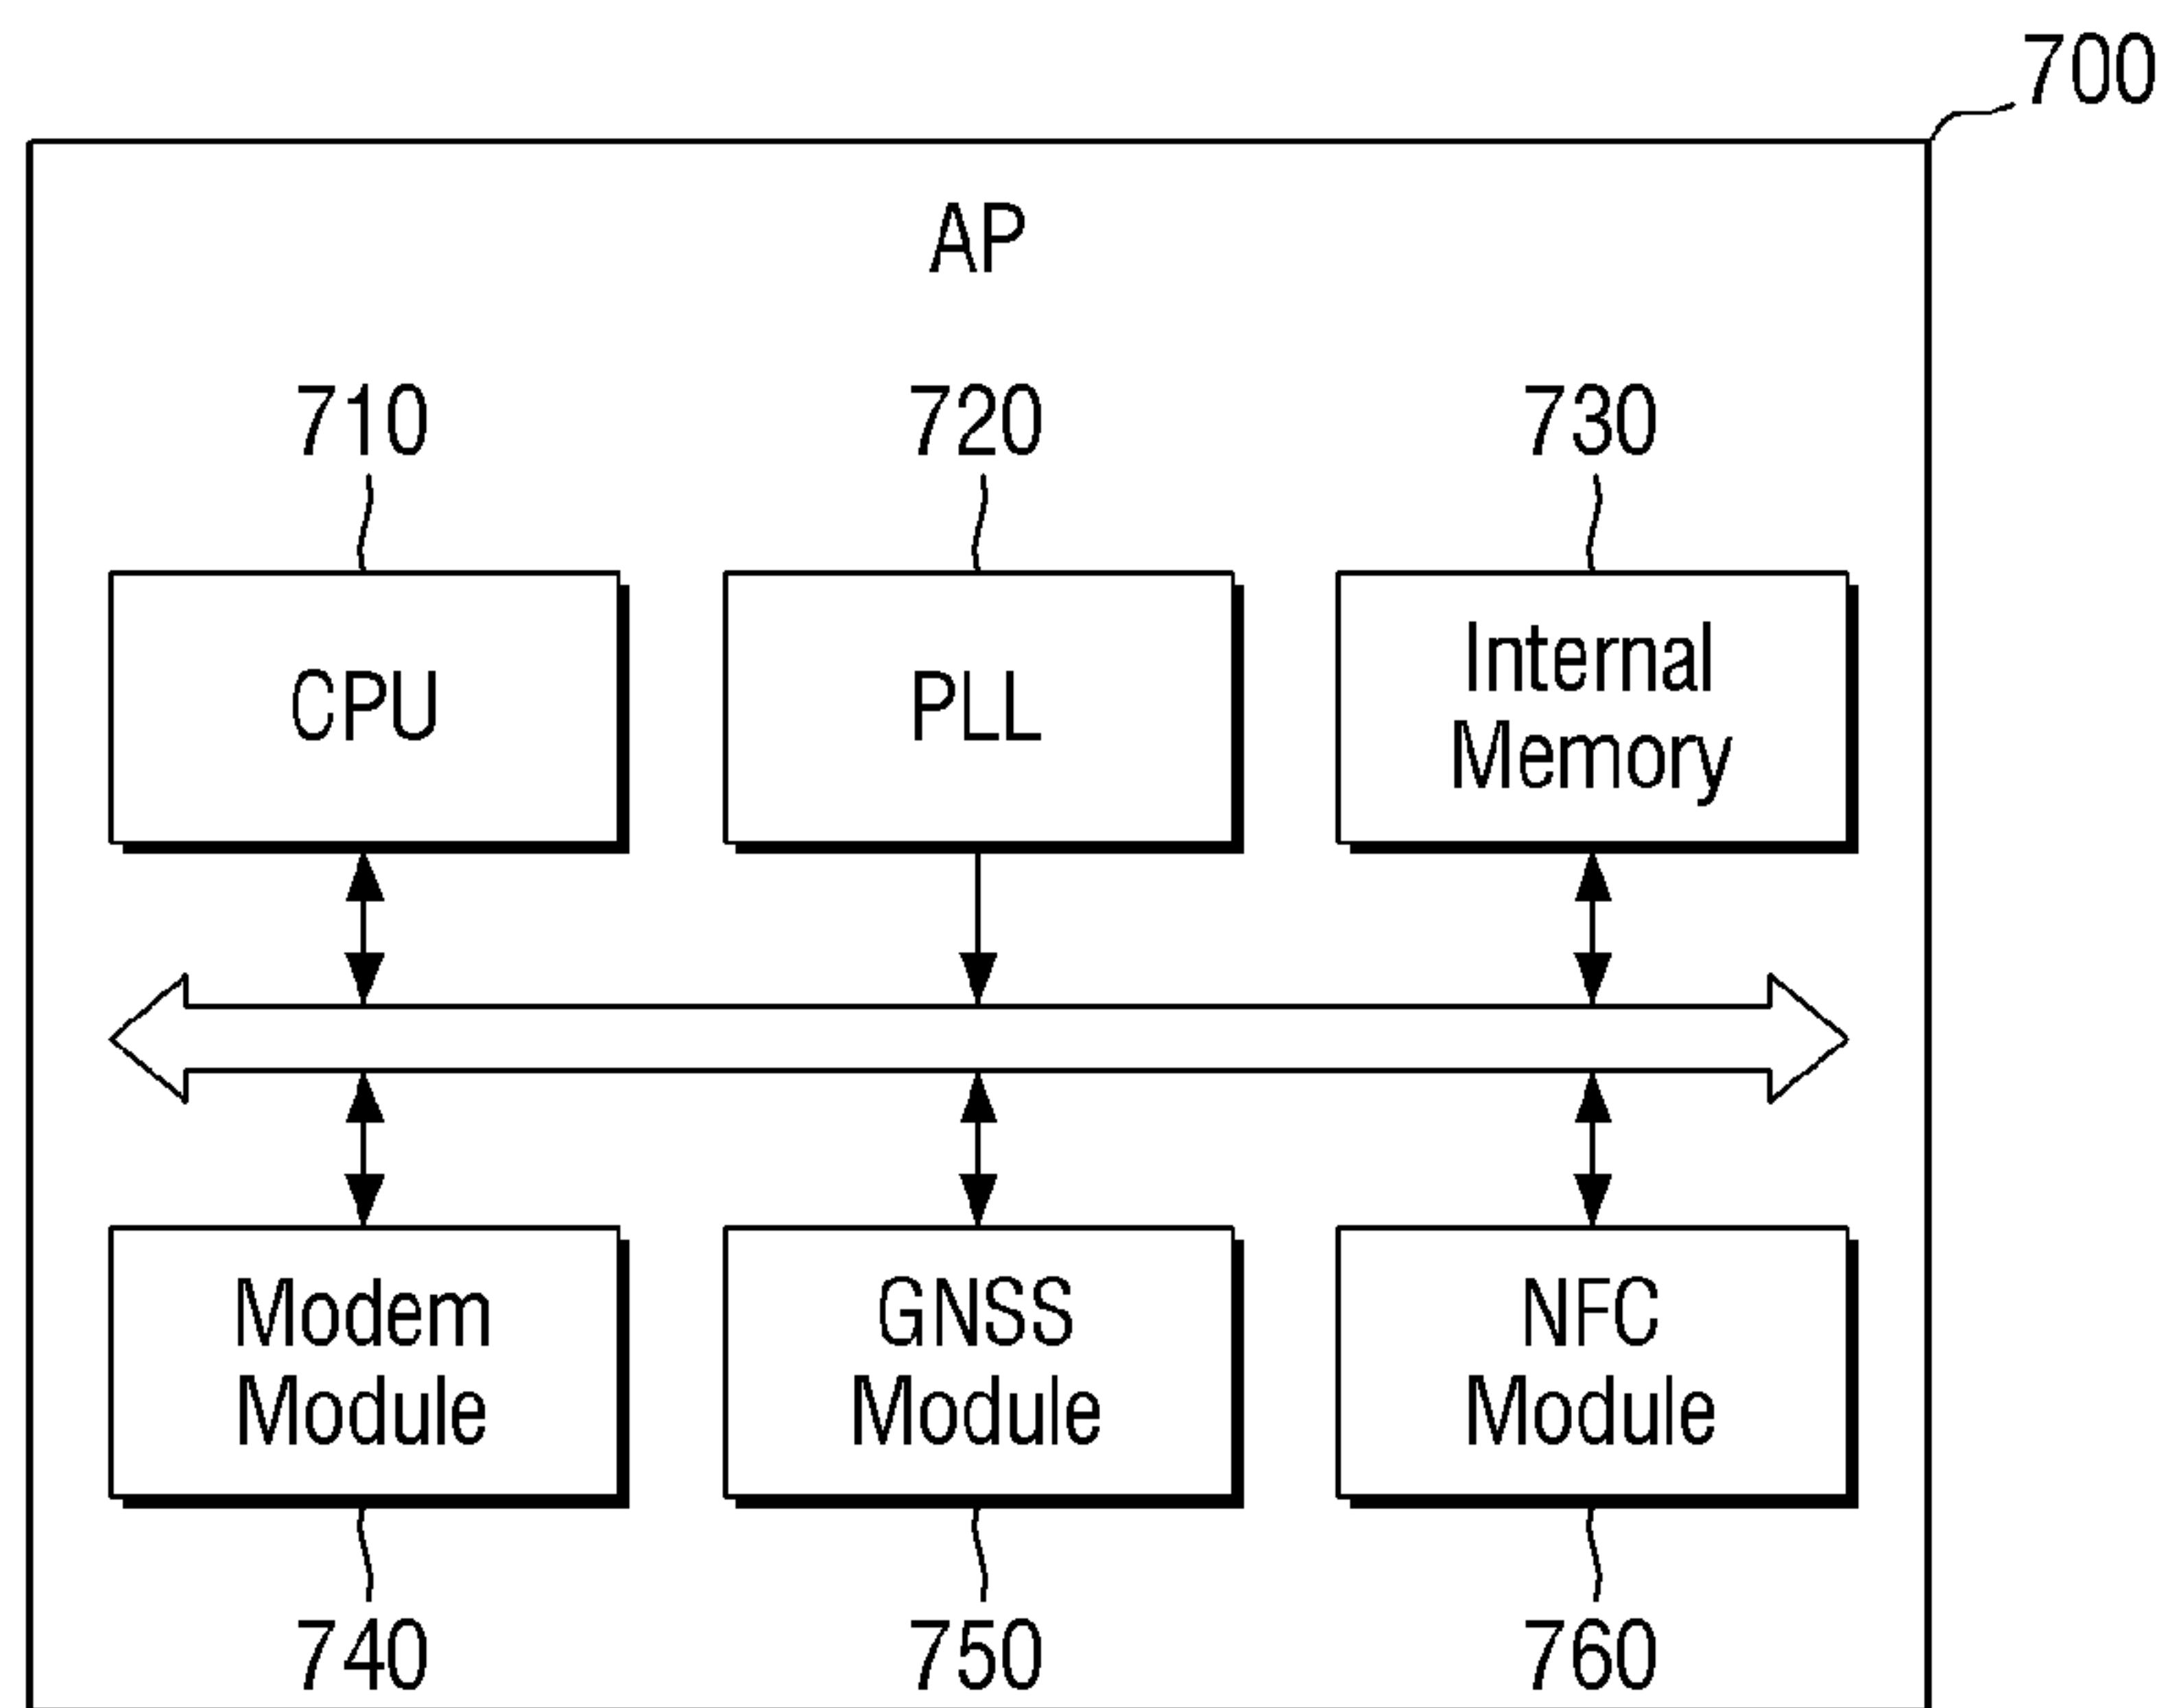 700
AP
710
720
730
CPU
PLL
Internal
Memory
Modem
Module
GNSS
Module
NFC
Module
740
750
760